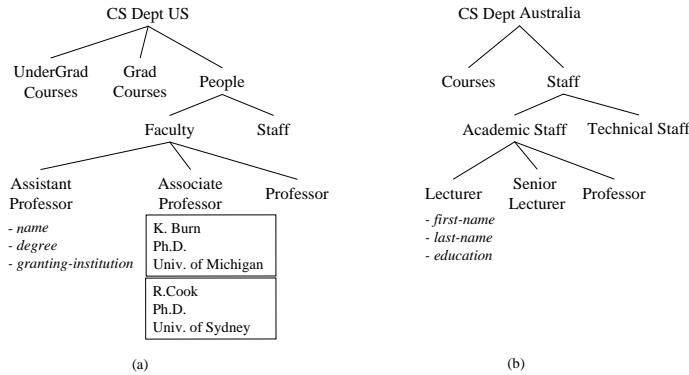 CS Dept US
UnderGrad
Courses
Grad
Courses
People
Faculty
Staff
Assistant
Professor
Associate
Professor
Professor
- name
- degree
- granting-institution
K. Burn
Ph.D.
Univ. of Michigan
R.Cook
Ph.D.
Univ. of Sydney
(a)
CS Dept Australia
Courses
Staff
Academic Staff
Technical Staff
Lecturer
Senior
Lecturer
Professor
- first-name
- last-name
- education
(b)